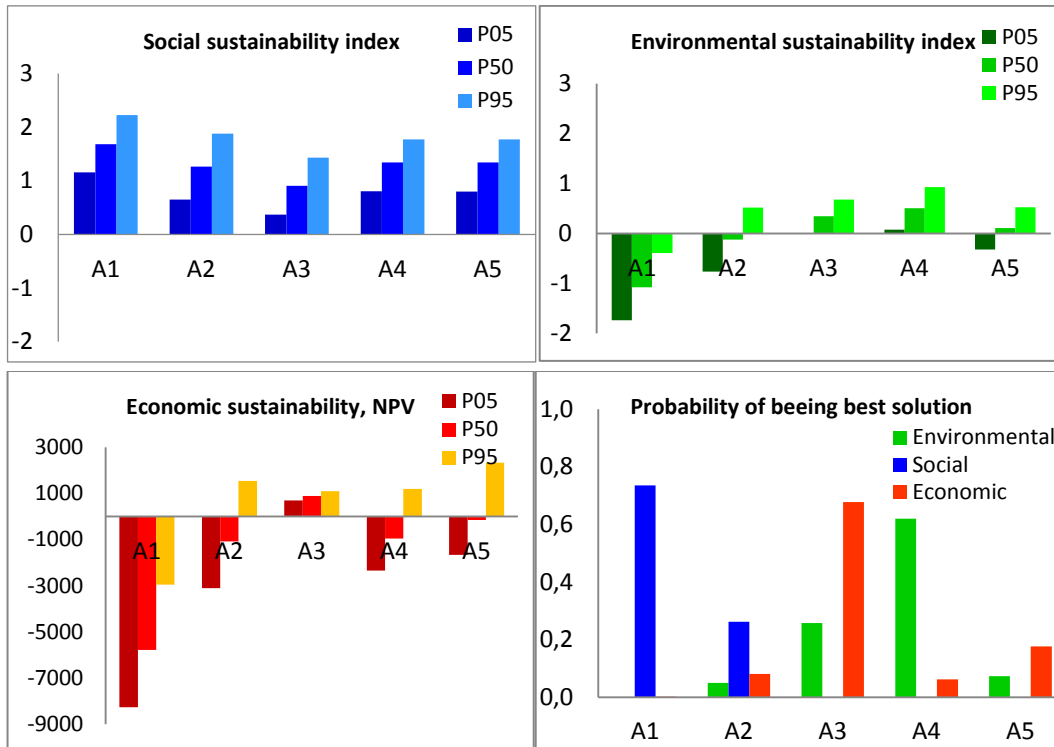 Social sustainability index
P05
P50
P95
3
2
1
0
-1
-2
A1 A2 A3 A4 A5
Environmental sustainability index
P05
P50
P95
3
2
1
0
-1
-2
A1 A2 A3 A4 A5
Economic sustainability, NPV
P05
P50
P95
3000
1000
-1000
-3000
-5000
-7000
-9000
A1 A2 A3 A4 A5
Probability of beeing best solution
Environmental
Social
Economic
1,0
0,8
0,6
0,4
0,2
0,0
A1 A2 A3 A4 A5